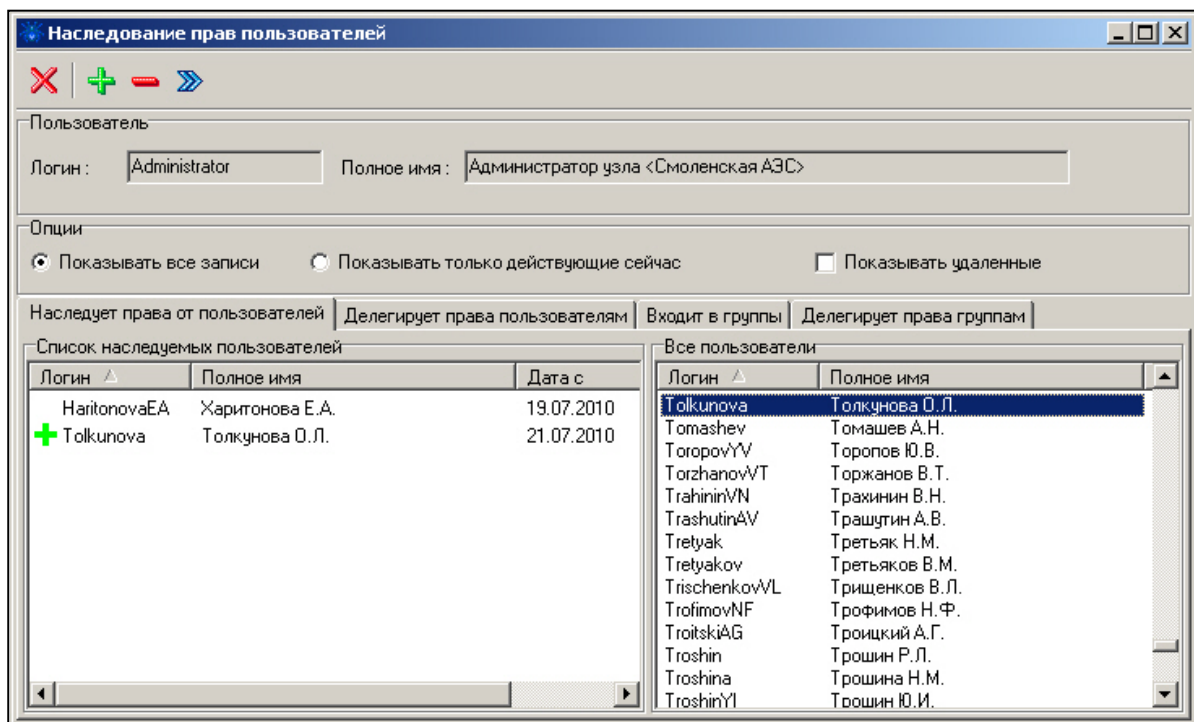 Наследование прав пользователей
Пользователь
Логин : Administrator Полное имя : Администратор узла <Смоленская АЭС>
Опции
Показывать все записи Показывать только действующие сейчас Показывать удаленные
Наследует права от пользователей Делегирует права пользователям Входит в группы Делегирует права группам
Список наследуемых пользователей
Логин Полное имя Дата с
HaritonovaEA Харитонова Е.А. 19.07.2010
Tolkunova Толкунова О.Л. 21.07.2010
Все пользователи
Логин Полное имя
Tolkunova Толкунова О.Л.
Tomashev Томашев А.Н.
ToropovYV Торопов Ю.В.
TorzhanovVT Торжанов В.Т.
TrahininVN Трахинин В.Н.
TrashutinAV Трашутин А.В.
Tretyak Третьяк Н.М.
Tretyakov Третьяков В.М.
TrischenkovVL Трищенков В.Л.
TrofimovNF Трофимов Н.Ф.
TroitskiAG Троицкий А.Г.
Troshin Трошин Р.Л.
Troshina Трошина Н.М.
TroshinYI Трошин Ю.И.